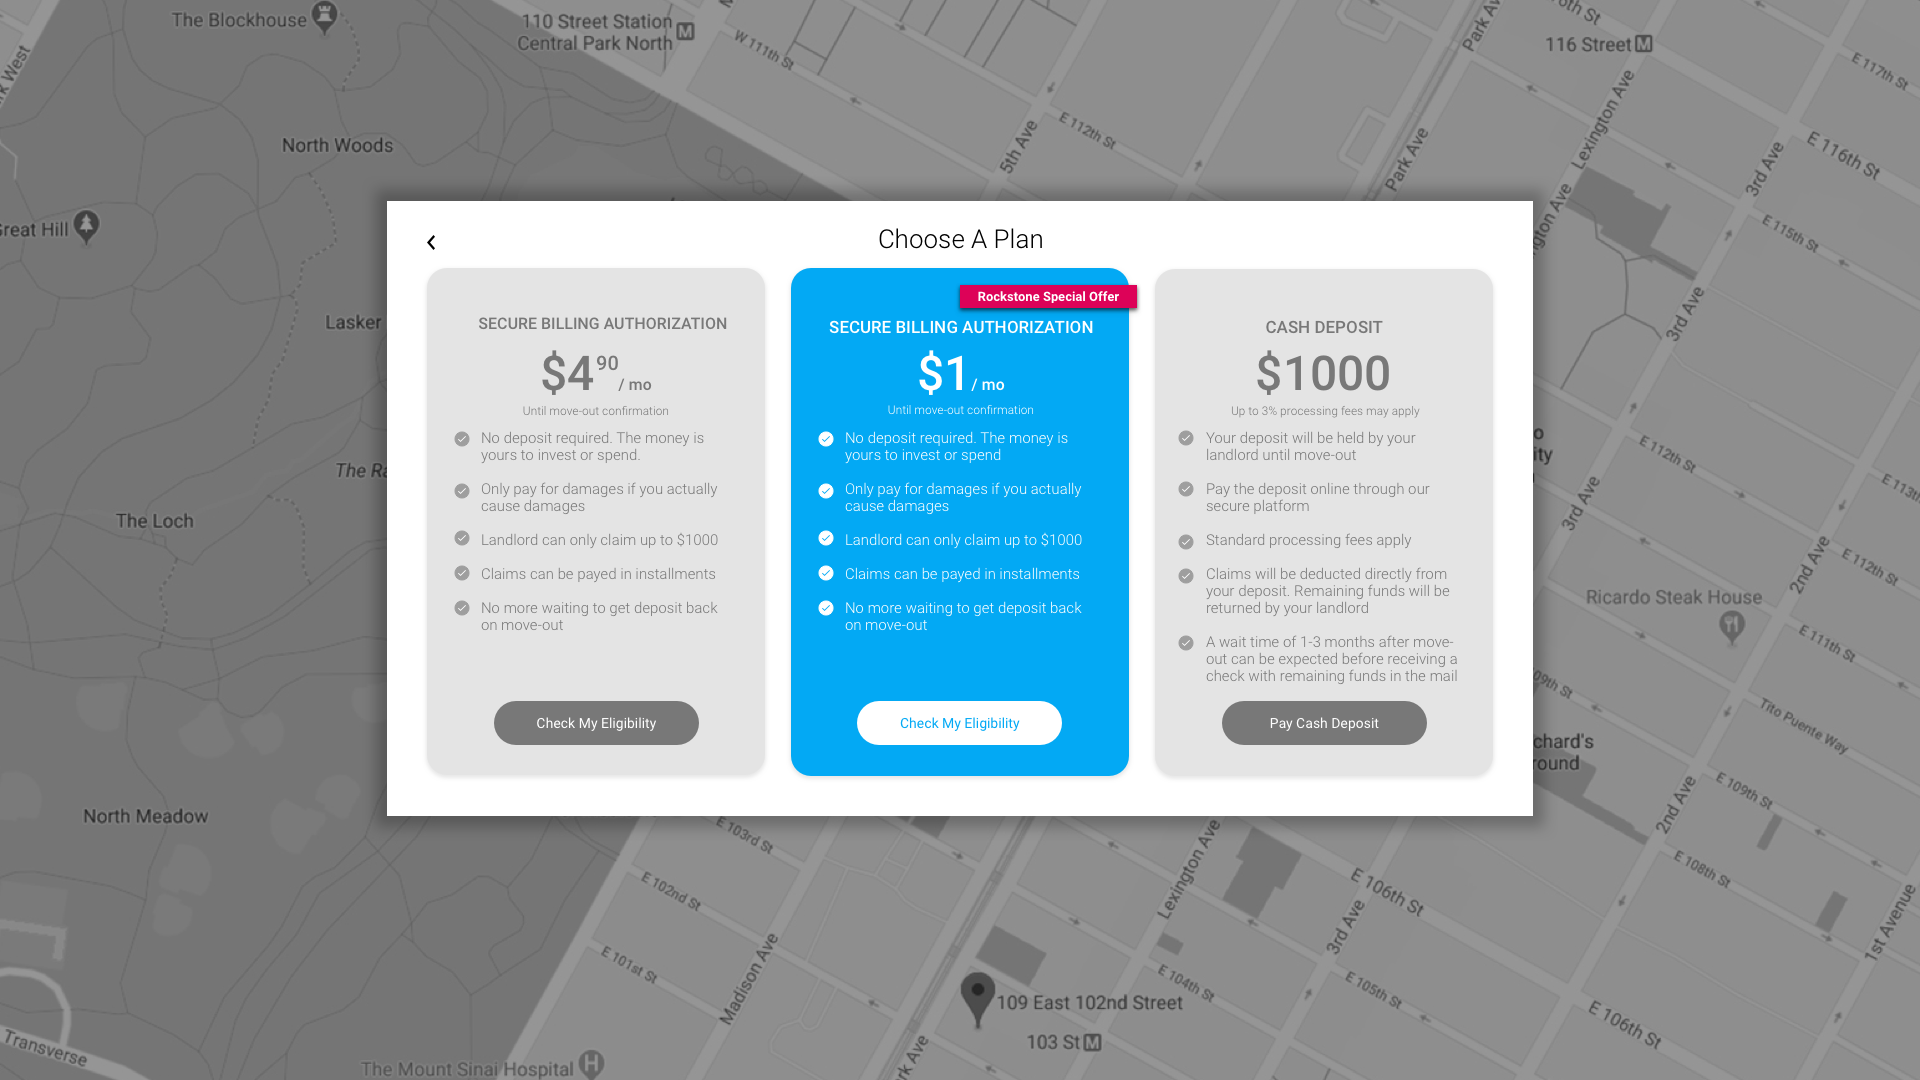 The Blockhouse
110 Street Station
Central Park North
W 111th St
116 Street
E 117th St
Park Ave
Lexington Ave
5th Ave
E 112th St
Park Ave
E 116th St
3rd Ave
North Woods
E 115th St
Great Hill
Lasker
3rd Ave
The Loch
3rd Ave
E 112th St
2nd Ave
E 112th St
Ricardo Steak House
E 111th St
Tito Puente Way
North Meadow
E 109th St
2nd Ave
E 108th St
E 103rd St
E 102nd St
E 101st St
Lexington Ave
E 106th St
3rd Ave
1st Avenue
Madison Ave
E 104th St
E 105th St
E 106th St
109 East 102nd Street
103 St
Transverse
The Mount Sinai Hospital
Choose A Plan
SECURE BILLING AUTHORIZATION
$4 90 / mo
Until move-out confirmation
No deposit required. The money is
yours to invest or spend.
Only pay for damages if you actually
cause damages
Landlord can only claim up to $1000
Claims can be payed in installments
No more waiting to get deposit back
on move-out
Check My Eligibility
Rockstone Special Offer
SECURE BILLING AUTHORIZATION
$1 / mo
Until move-out confirmation
No deposit required. The money is
yours to invest or spend
Only pay for damages if you actually
cause damages
Landlord can only claim up to $1000
Claims can be payed in installments
No more waiting to get deposit back
on move-out
Check My Eligibility
CASH DEPOSIT
$1000
Up to 3% processing fees may apply
Your deposit will be held by your
landlord until move-out
Pay the deposit online through our
secure platform
Standard processing fees apply
Claims will be deducted directly from
your deposit. Remaining funds will be
returned by your landlord
A wait time of 1-3 months after move-
out can be expected before receiving a
check with remaining funds in the mail
Pay Cash Deposit